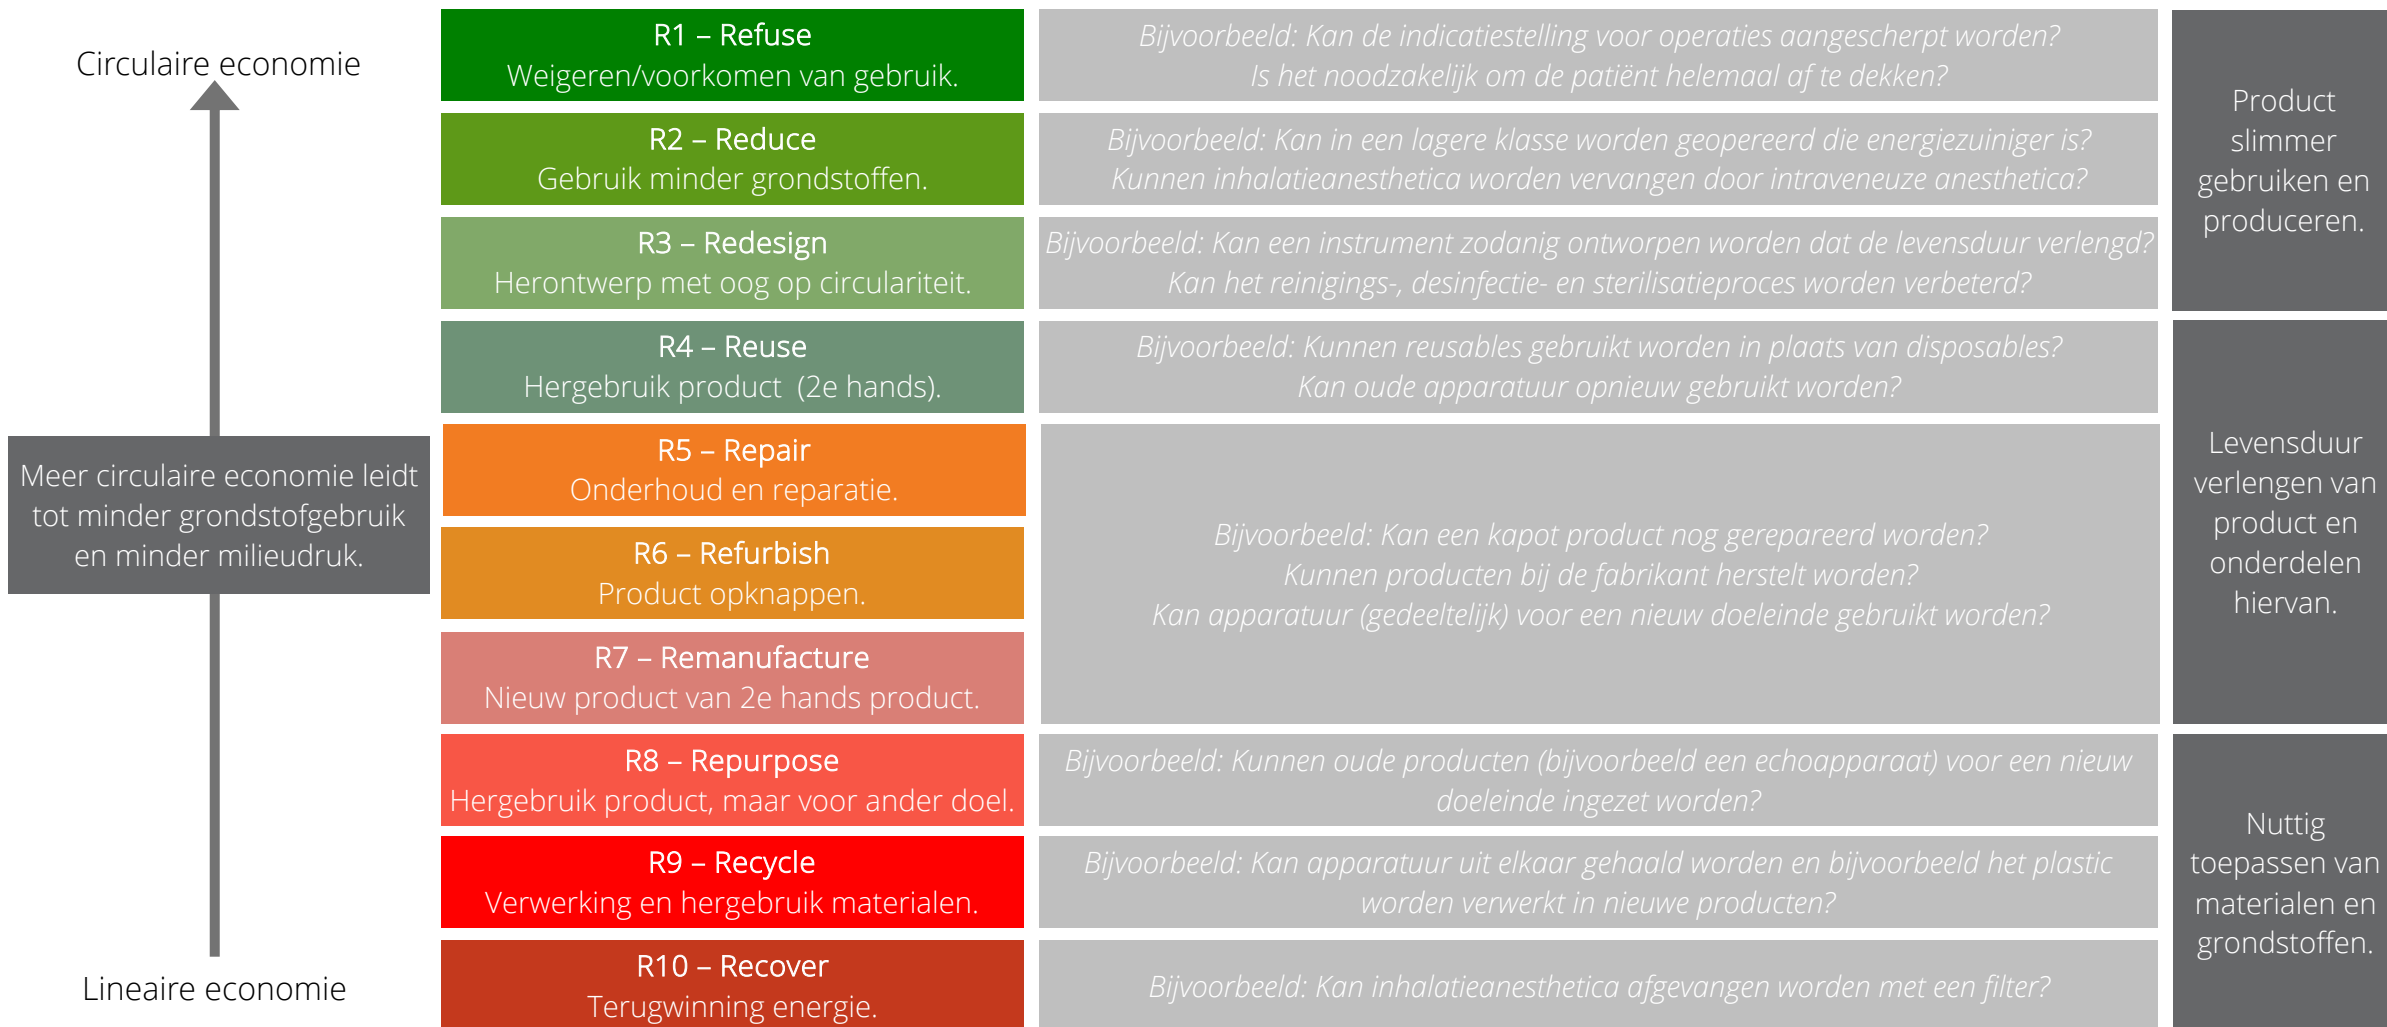 Circulaire economie
Meer circulaire economie leidt
tot minder grondstofgebruik
en minder milieudruk.
Lineaire economie
R1 – Refuse
Weigeren/voorkomen van gebruik.
Bijvoorbeeld: Kan de indicatiestelling voor operaties aangescherpt worden?
Is het noodzakelijk om de patiënt helemaal af te dekken?
R2 – Reduce
Gebruik minder grondstoffen.
Bijvoorbeeld: Kan in een lagere klasse worden geopereerd die energiezuiniger is?
Kunnen inhalatieanesthetica worden vervangen door intraveneuze anesthetica?
R3 – Redesign
Herontwerp met oog op circulariteit.
Bijvoorbeeld: Kan een instrument zodanig ontworpen worden dat de levensduur verlengd?
Kan het reinigings-, desinfectie- en sterilisatieproces worden verbeterd?
Product
slimmer
gebruiken en
produceren.
R4 – Reuse
Hergebruik product (2e hands).
Bijvoorbeeld: Kunnen reusables gebruikt worden in plaats van disposables?
Kan oude apparatuur opnieuw gebruikt worden?
R5 – Repair
Onderhoud en reparatie.
R6 – Refurbish
Product opknappen.
R7 – Remanufacture
Nieuw product van 2e hands product.
Bijvoorbeeld: Kan een kapot product nog gerepareerd worden?
Kunnen producten bij de fabrikant herstelt worden?
Kan apparatuur (gedeeltelijk) voor een nieuw doeleinde gebruikt worden?
Levensduur
verlengen van
product en
onderdelen
hiervan.
R8 – Repurpose
Hergebruik product, maar voor ander doel.
Bijvoorbeeld: Kunnen oude producten (bijvoorbeeld een echoapparaat) voor een nieuw
doeleinde ingezet worden?
R9 – Recycle
Verwerking en hergebruik materialen.
Bijvoorbeeld: Kan apparatuur uit elkaar gehaald worden en bijvoorbeeld het plastic
worden verwerkt in nieuwe producten?
R10 – Recover
Terugwinning energie.
Bijvoorbeeld: Kan inhalatieanesthetica afgevangen worden met een filter?
Nuttig
toepassen van
materialen en
grondstoffen.